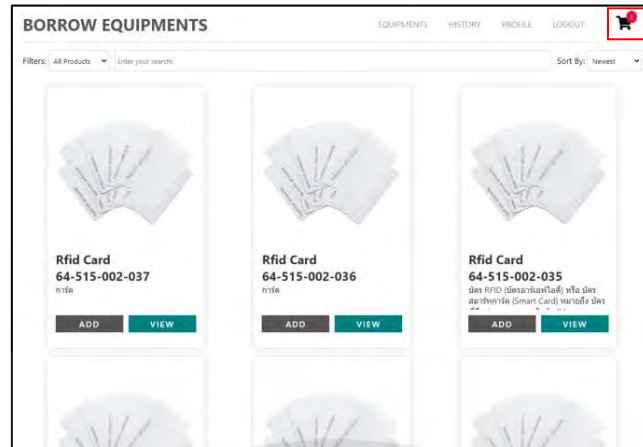 BORROW EQUIPMENTS
EQUIPMENTS HISTORY PROFILE LOGOUT
Filters: All Products Enter your search! Sort By: Newest
Rfid Card
64-515-002-037
การ์ด
ADD VIEW
Rfid Card
64-515-002-036
การ์ด
ADD VIEW
Rfid Card
64-515-002-035
บัตร RFID (บัตรอาร์เอฟไอดี) หรือ บัตร
สมาร์ทการ์ด (Smart Card) หมายถึง บัตร
ADD VIEW